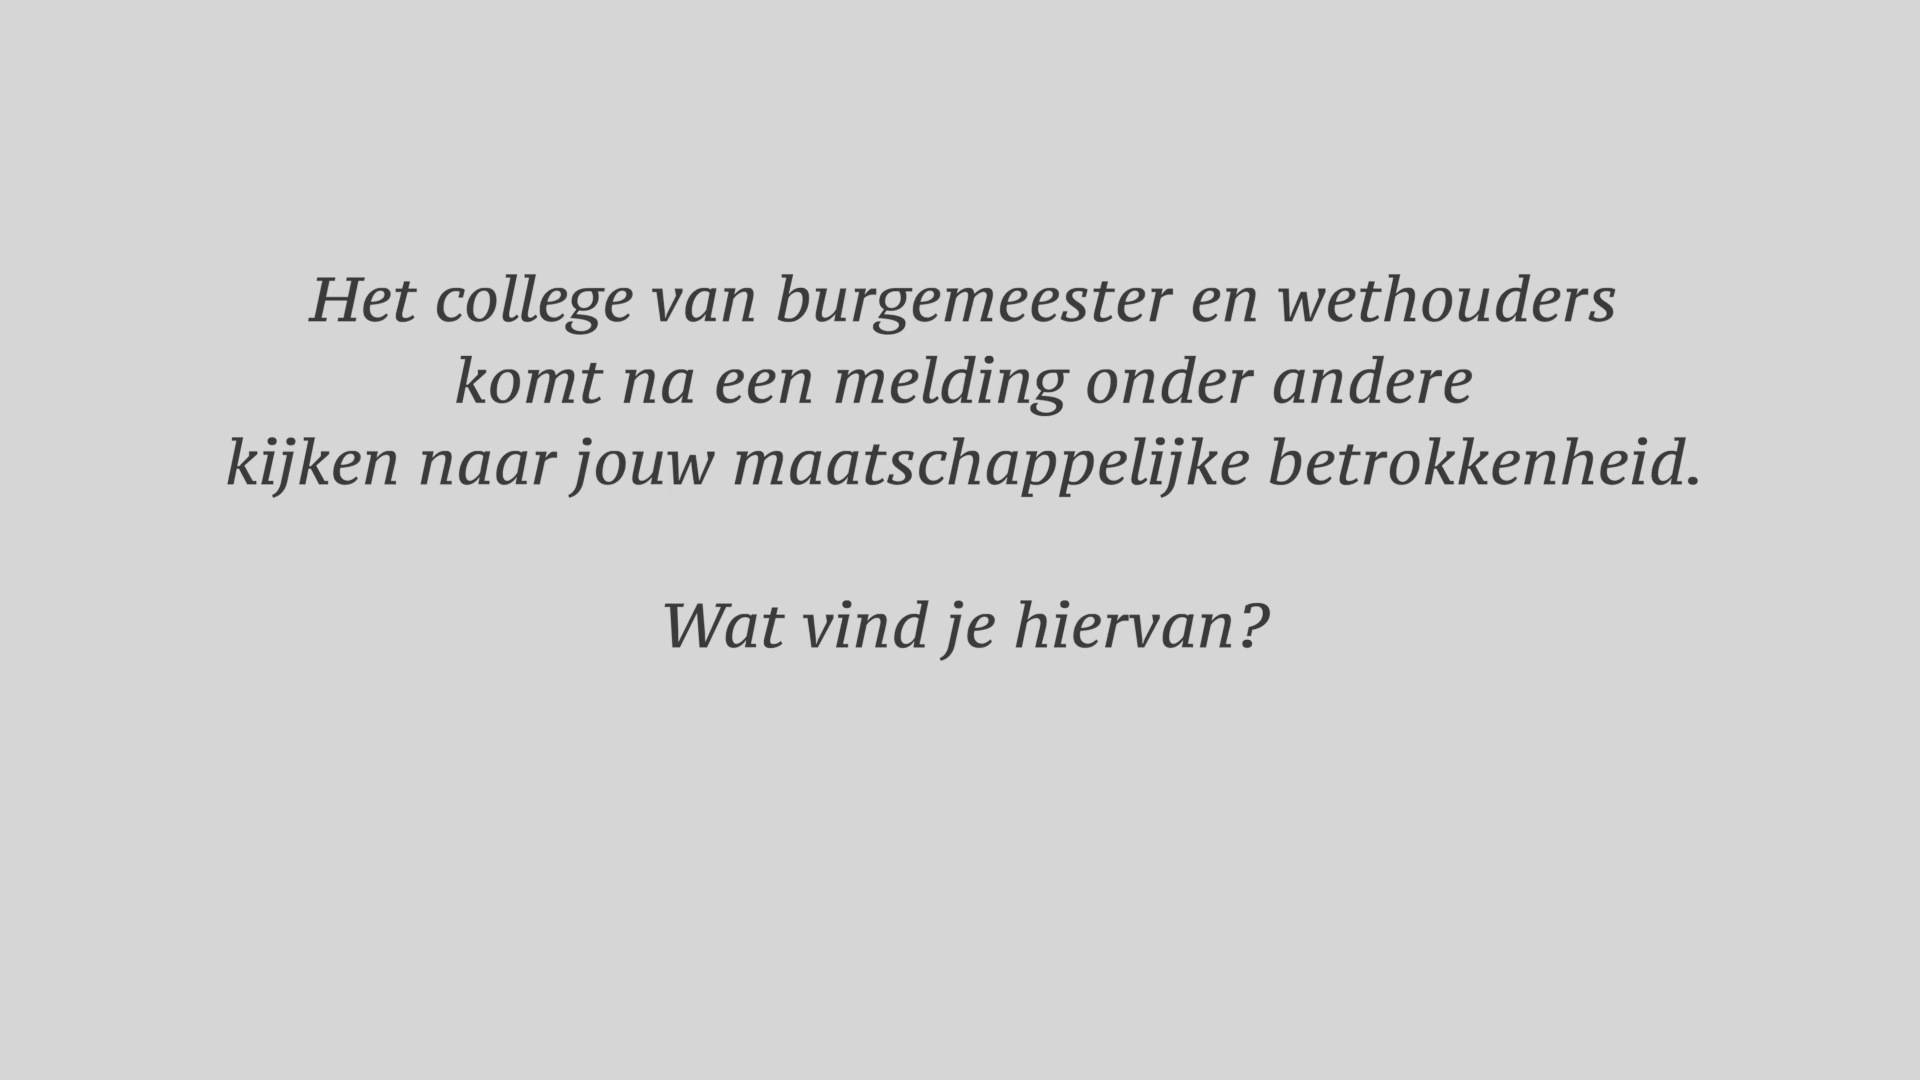 Het college van burgemeester en wethouders
komt na een melding onder andere
kijken naar jouw maatschappelijke betrokkenheid.
Wat vind je hiervan?